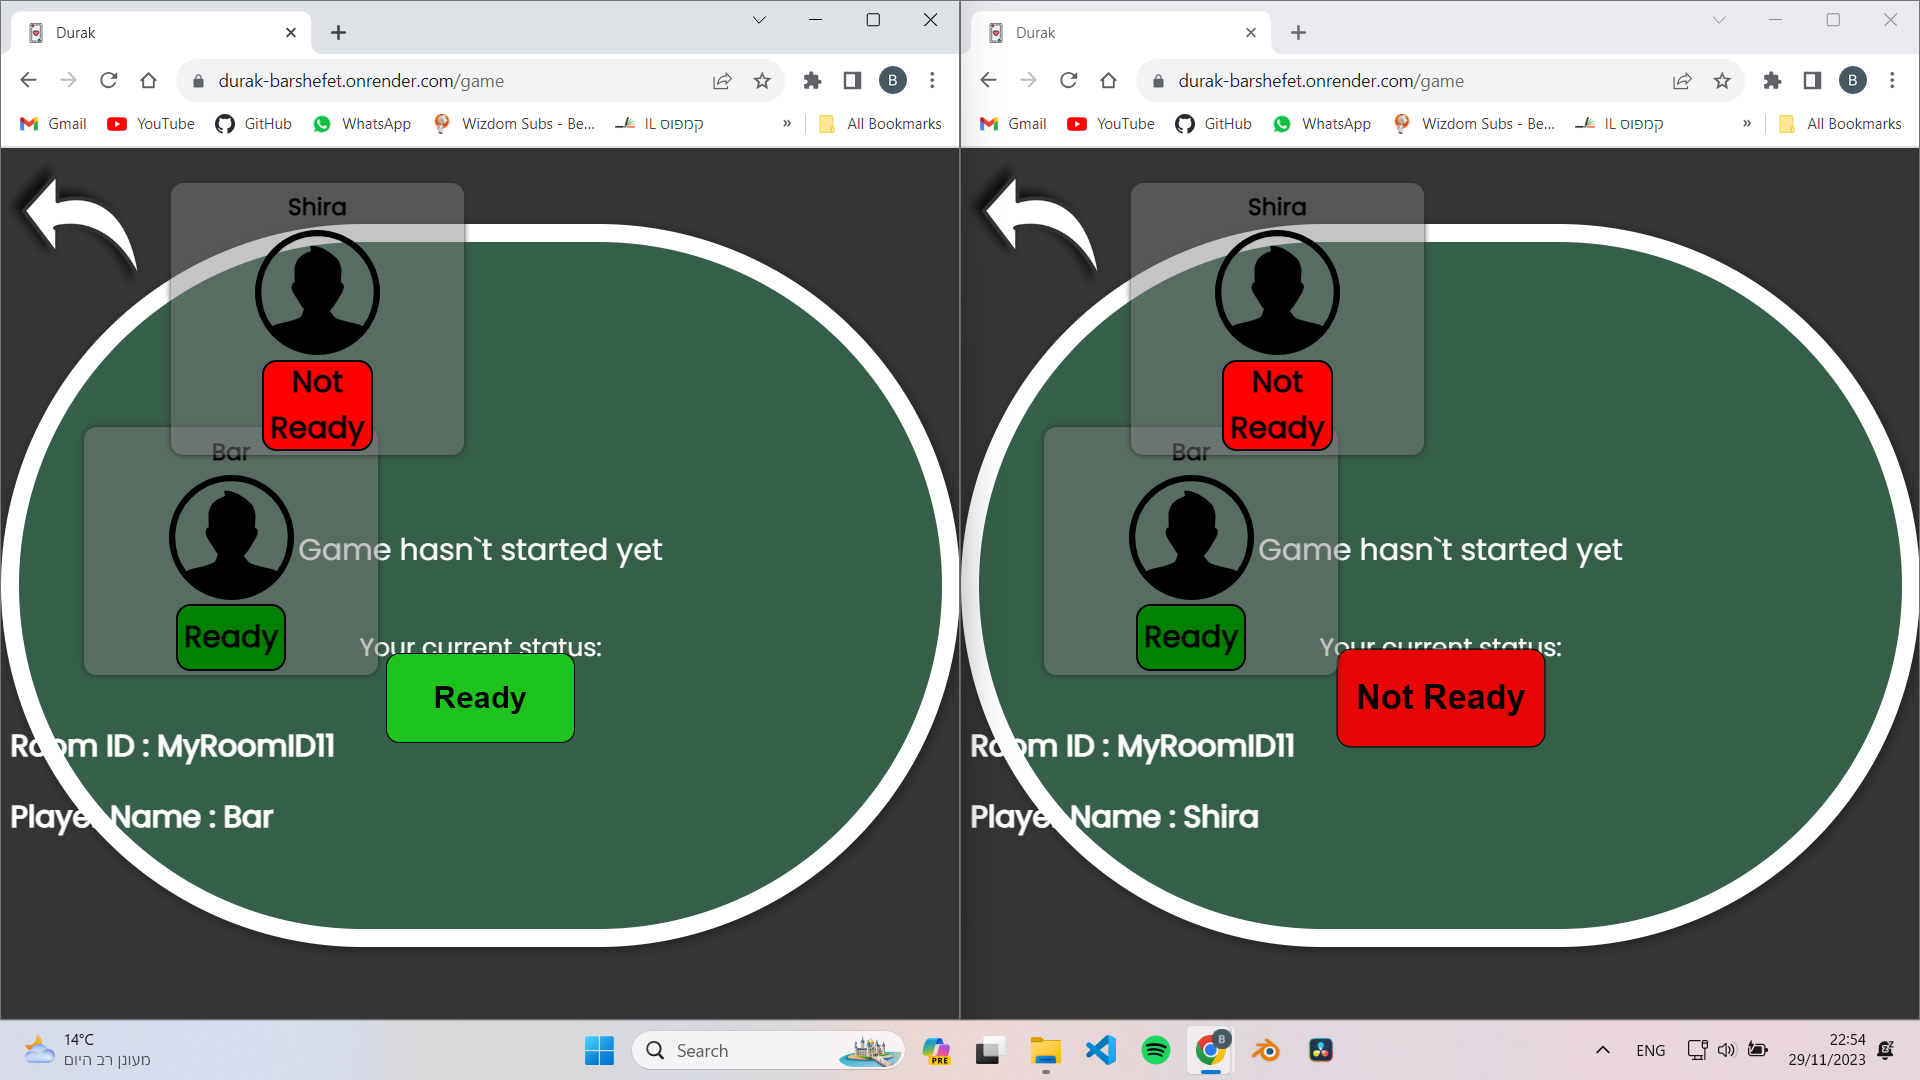 Durak
durak-barshefet.onrender.com/game
B
Gmail
YouTube
GitHub
WhatsApp
Wizdom Subs - Be...
IL קמפוס
»
All Bookmarks
Shira
Not
Ready
Bar
Ready
Game hasn`t started yet
Your current status:
Ready
Room ID : MyRoomID11
Player Name : Bar
Durak
durak-barshefet.onrender.com/game
B
Gmail
YouTube
GitHub
WhatsApp
Wizdom Subs - Be...
IL קמפוס
»
All Bookmarks
Shira
Not
Ready
Bar
Ready
Game hasn`t started yet
Your current status:
Not Ready
Room ID : MyRoomID11
Player Name : Shira
14°C
מעונן רב היום
Search
PRE
B
ENG
22:54
29/11/2023